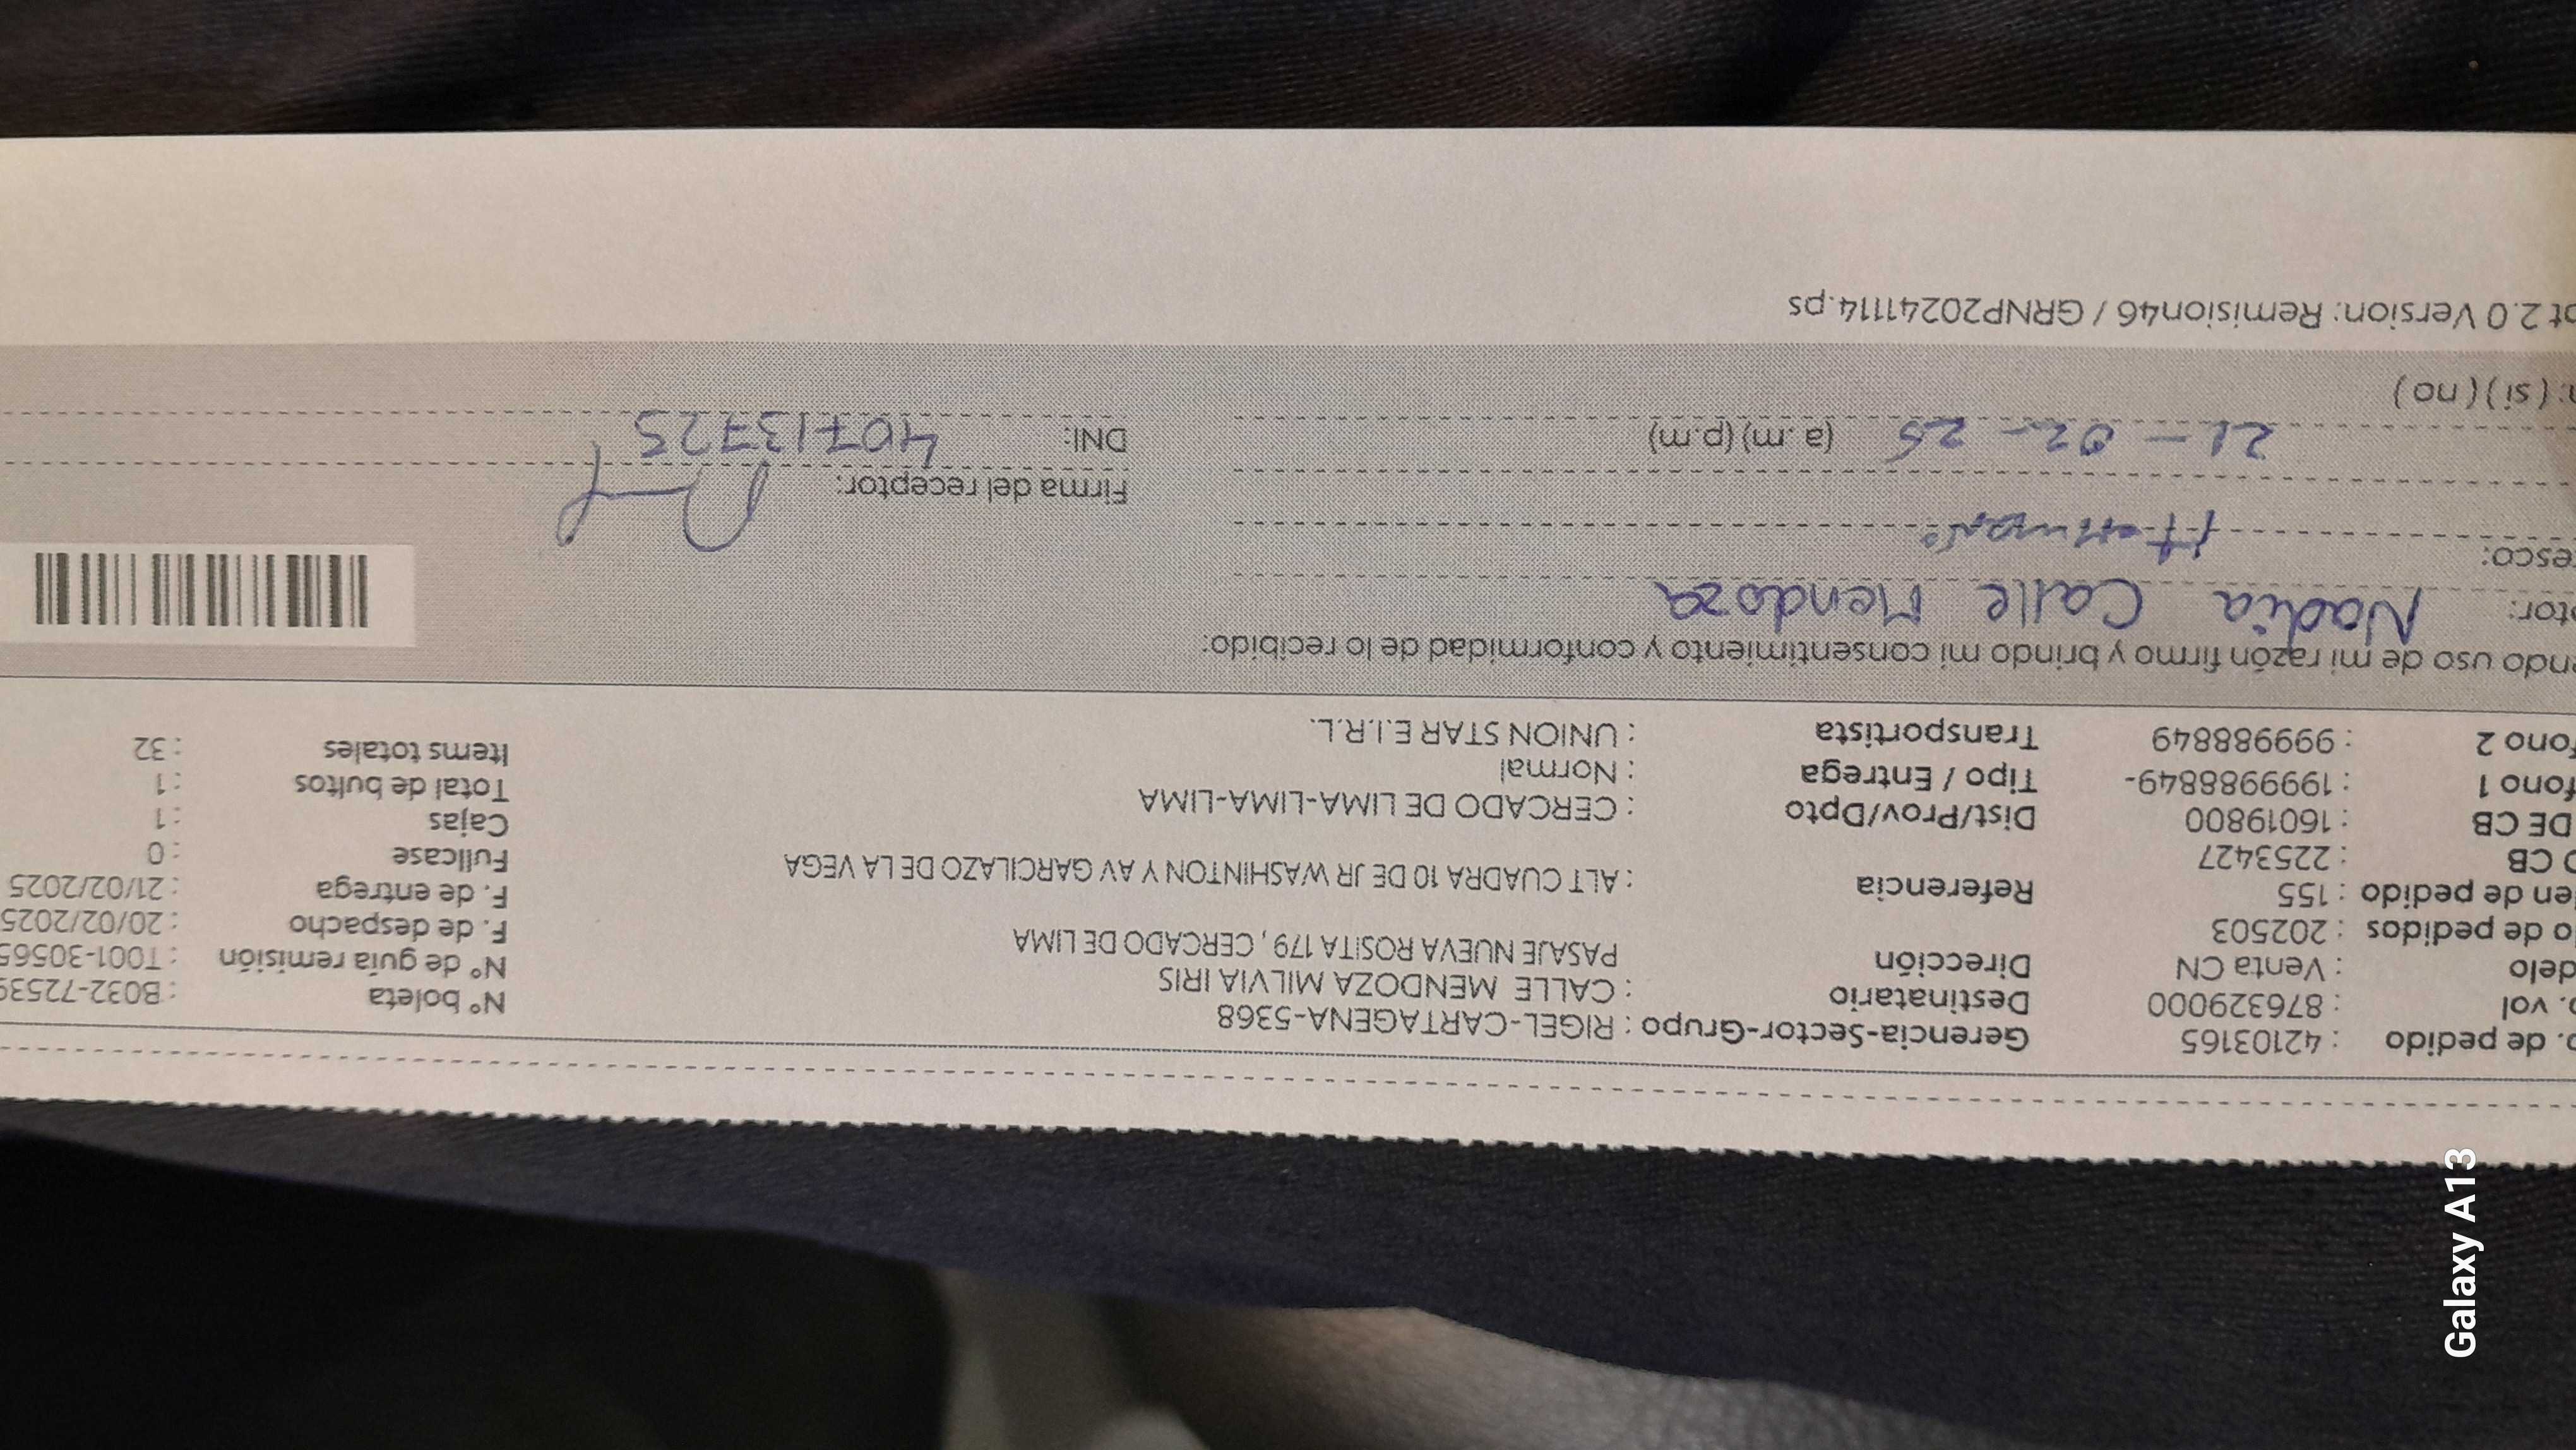 o. de pedido : 42103165 Gerencia-Sector-Grupo : RIGEL-CARTAGENA-5368 N° boleta : B032-72539
o. vol : 876329000 Destinatario : CALLE MENDOZA MILVIA IRIS N° de guía remisión : T001-30565
delo : Venta CN Dirección PASAJE NUEVA ROSITA 179, CERCADO DE LIMA F. de despacho : 20/02/2025
o de pedidos : 202503 F. de entrega : 21/02/2025
en de pedido : 155 Referencia : ALT CUADRA 10 DE JR WASHINTON Y AV GARCILAZO DE LA VEGA Fullcase : 0
O CB : 2253427 Cajas : 1
DE CB : 16019800 Dist/Prov/Dpto : CERCADO DE LIMA-LIMA-LIMA Total de bultos : 1
fono 1 : 1999988849- Tipo / Entrega : Normal Items totales : 32
fono 2 : 999988849 Transportista : UNION STAR E.I.R.L.
endo uso de mi razón firmo y brindo mi consentimiento y conformidad de lo recibido:
ptor: Nadia Calle Mendoza
esco:
Firma del receptor:
21-02-25 (a.m) (p.m) DNI: 40713725
n: (si) (no)
pt 2.0 Version: Remision46 / GRNP20241114.ps
Galaxy A13